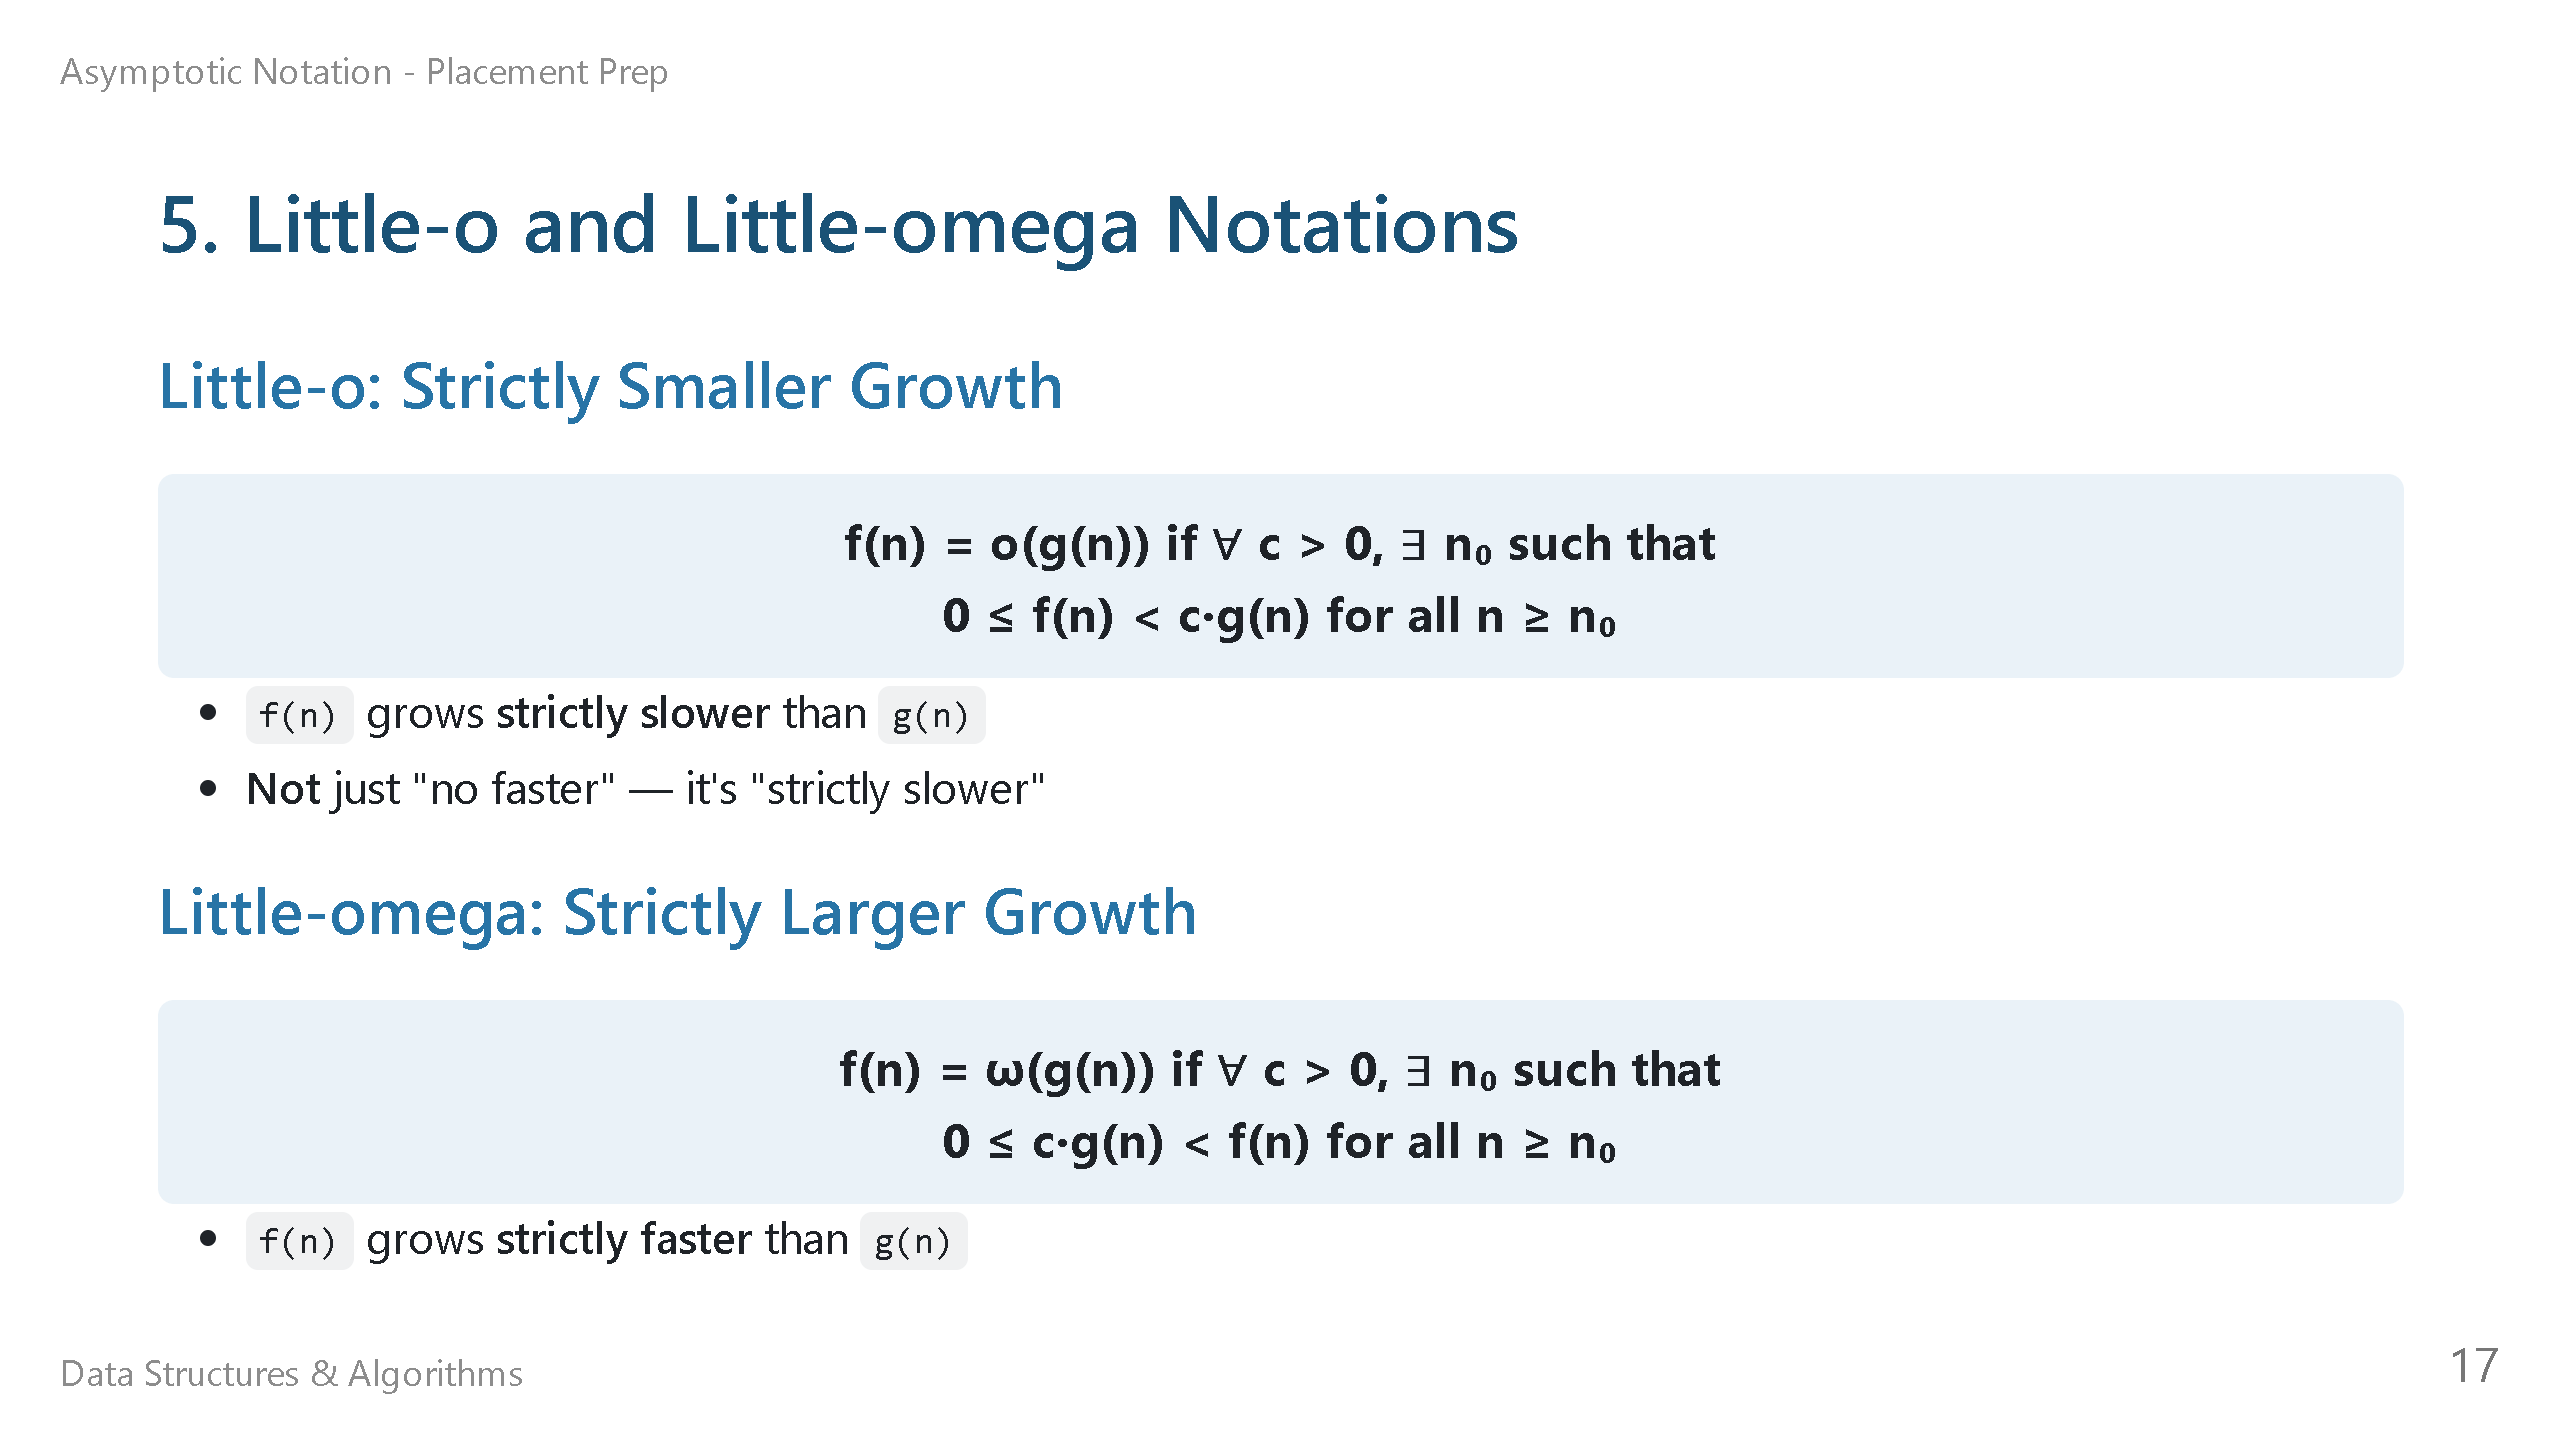 Asymptotic Notation - Placement Prep
5. Little-o and Little-omega Notations
Little-o: Strictly Smaller Growth
f(n) = o(g(n)) if ∀ c > 0, ∃ n₀ such that
0 ≤ f(n) < c·g(n) for all n ≥ n₀
• f(n) grows strictly slower than g(n)
• Not just "no faster" — it's "strictly slower"
Little-omega: Strictly Larger Growth
f(n) = ω(g(n)) if ∀ c > 0, ∃ n₀ such that
0 ≤ c·g(n) < f(n) for all n ≥ n₀
• f(n) grows strictly faster than g(n)
Data Structures & Algorithms
17